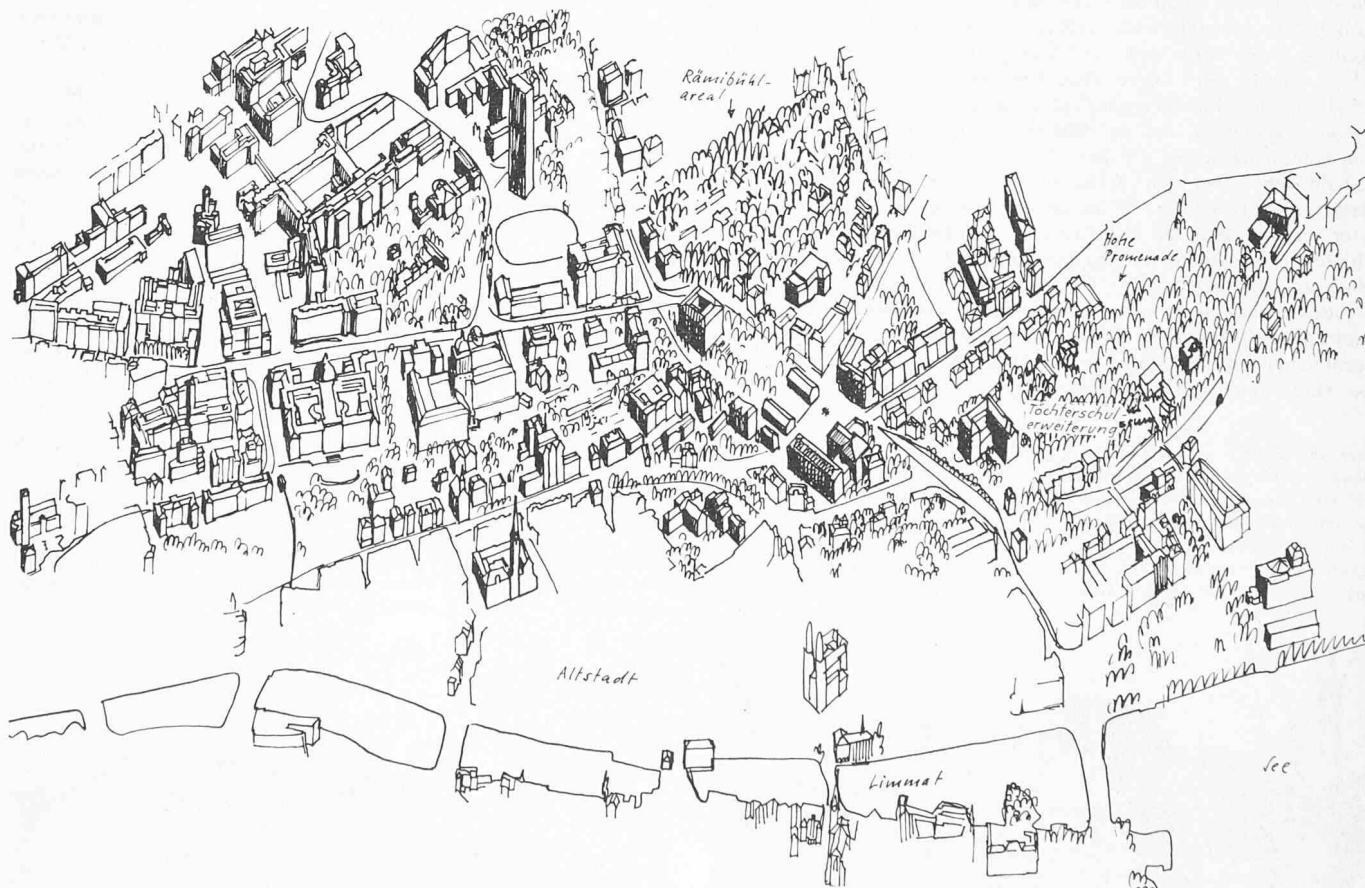 Rämibühl-
areal
hohe
Promenade
Töchterschul-
erweiterung
Altstadt
Limmat
See